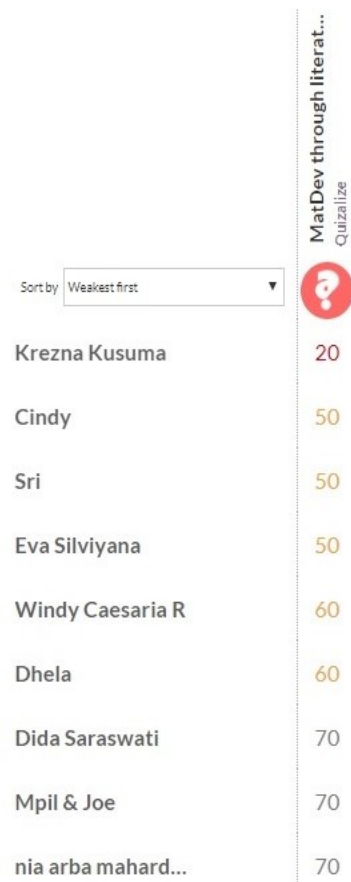 MatDev through literat...
Quizalize
Sort by Weakest first
Krezna Kusuma 20
Cindy 50
Sri 50
Eva Silviyana 50
Windy Caesaria R 60
Dhela 60
Dida Saraswati 70
Mpil & Joe 70
nia arba mahard... 70